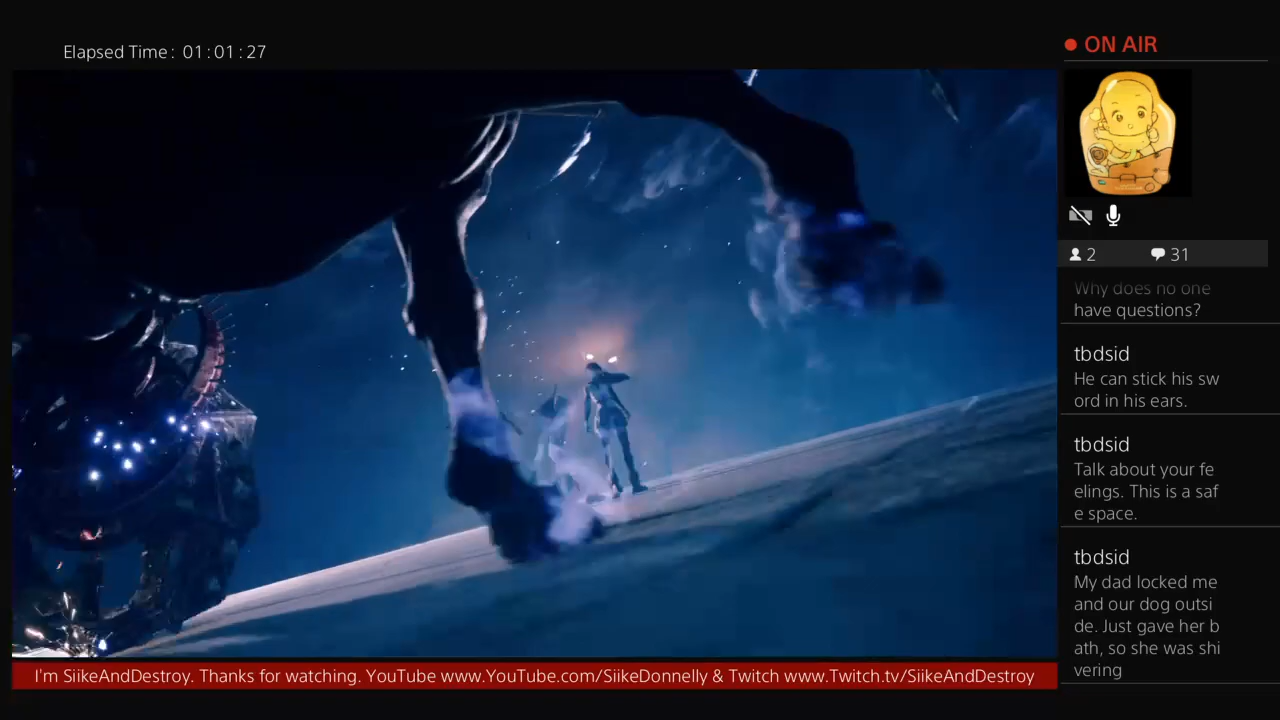 Elapsed Time: 01:01:27
ON AIR
2 31
Why does no one
have questions?
tbdsid
He can stick his sw
ord in his ears.
tbdsid
Talk about your fe
elings. This is a saf
e space.
tbdsid
My dad locked me
and our dog outsi
de. Just gave her b
ath, so she was shi
vering
I'm SiikeAndDestroy. Thanks for watching. YouTube www.YouTube.com/SiikeDonnelly & Twitch www.Twitch.tv/SiikeAndDestroy